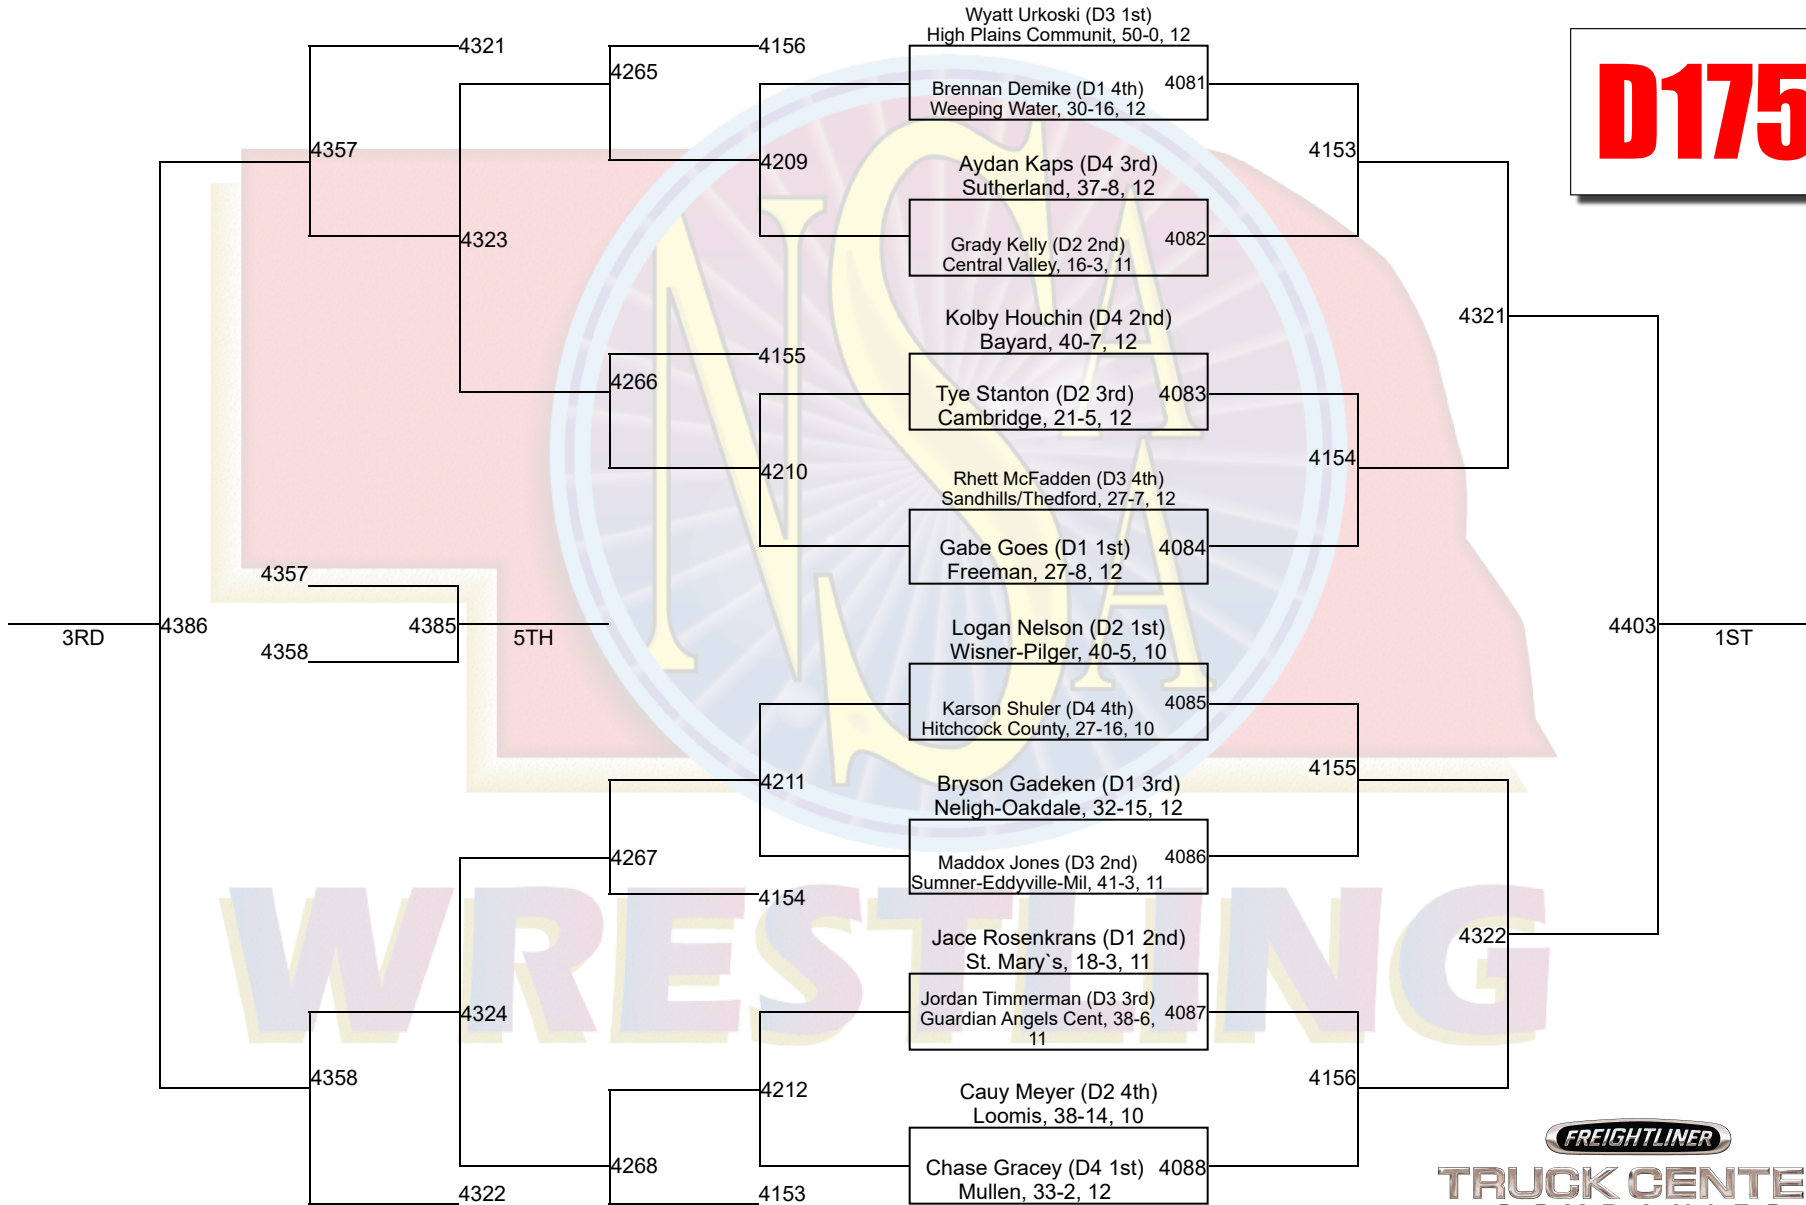 Wyatt Urkoski (D3 1st)
High Plains Communit, 50-0, 12
4321
4156
4265
Brennan Demike (D1 4th)
Weeping Water, 30-16, 12
4081
D175
4357
4209
Aydan Kaps (D4 3rd)
Sutherland, 37-8, 12
4153
4323
Grady Kelly (D2 2nd)
Central Valley, 16-3, 11
4082
Kolby Houchin (D4 2nd)
Bayard, 40-7, 12
4321
4155
4266
Tye Stanton (D2 3rd)
Cambridge, 21-5, 12
4083
4210
Rhett McFadden (D3 4th)
Sandhills/Thedford, 27-7, 12
4154
Gabe Goes (D1 1st)
Freeman, 27-8, 12
4084
4357
3RD
4386
4385
5TH
4358
Logan Nelson (D2 1st)
Wisner-Pilger, 40-5, 10
4403
1ST
Karson Shuler (D4 4th)
Hitchcock County, 27-16, 10
4085
4211
Bryson Gadeken (D1 3rd)
Neligh-Oakdale, 32-15, 12
4155
4267
Maddox Jones (D3 2nd)
Sumner-Eddyville-Mil, 41-3, 11
4086
4154
Jace Rosenkrans (D1 2nd)
St. Mary`s, 18-3, 11
4322
4324
Jordan Timmerman (D3 3rd)
Guardian Angels Cent, 38-6,
11
4087
4358
4212
Cauy Meyer (D2 4th)
Loomis, 38-14, 10
4156
4268
Chase Gracey (D4 1st)
Mullen, 33-2, 12
4088
4322
4153
NSAA
WRESTLING
FREIGHTLINER
TRUCK CENTE